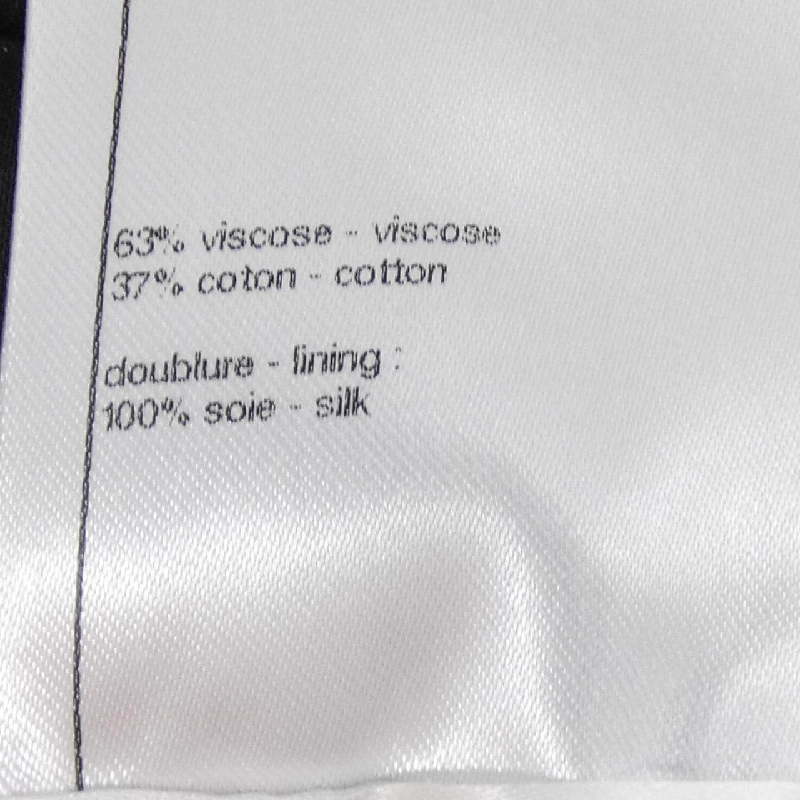 63% viscose - viscose
37% coton - cotton
doublure - lining :
100% soie - silk